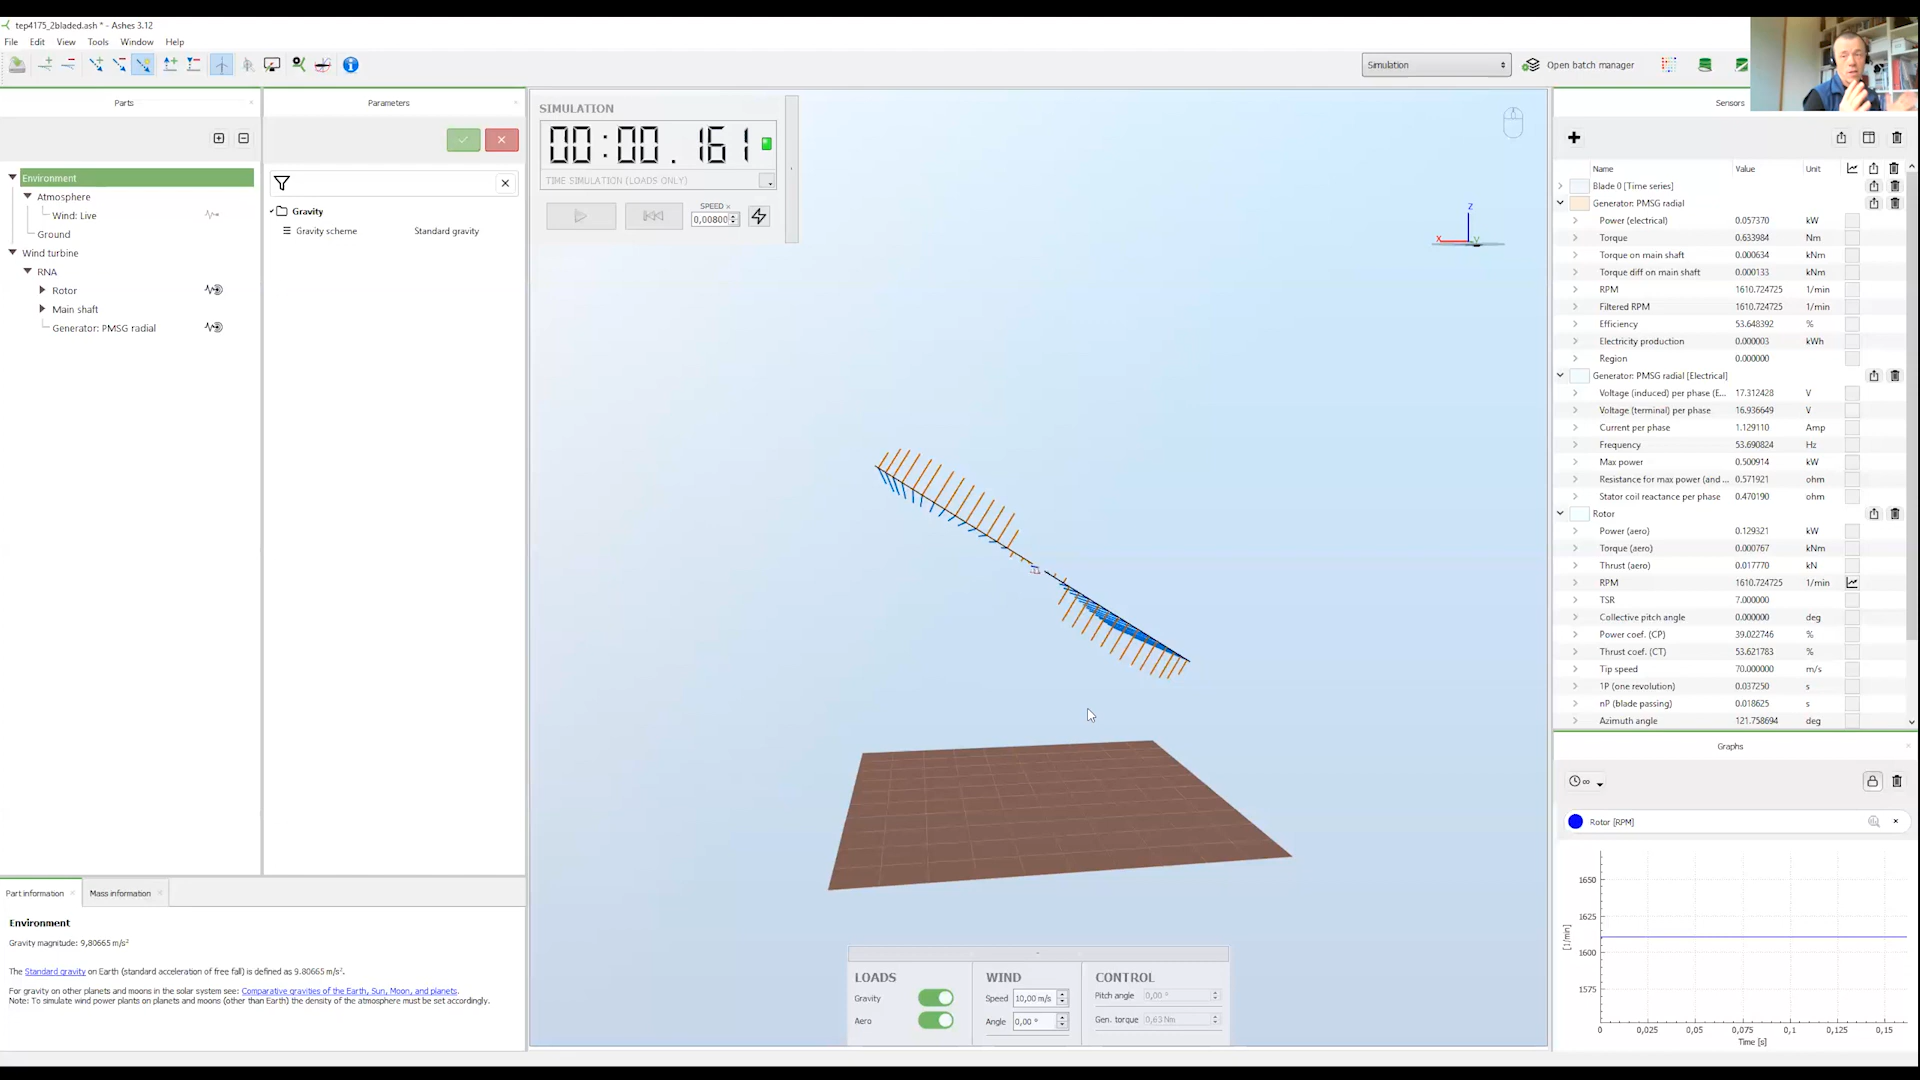 tep4175_2bladed.ash * - Ashes 3.12
File Edit View Tools Window Help
Simulation
Open batch manager
Parts
Parameters
Sensors
Environment
Atmosphere
Wind: Live
Ground
Wind turbine
RNA
Rotor
Main shaft
Generator: PMSG radial
Gravity
Gravity scheme Standard gravity
SIMULATION
00:00.161
TIME SIMULATION (LOADS ONLY)
SPEED ×
0,00800
Z
X
Y
Name Value Unit
Blade 0 [Time series]
Generator: PMSG radial
Power (electrical) 0.057370 kW
Torque 0.633984 Nm
Torque on main shaft 0.000634 kNm
Torque diff on main shaft 0.000133 kNm
RPM 1610.724725 1/min
Filtered RPM 1610.724725 1/min
Efficiency 53.648392 %
Electricity production 0.000003 kWh
Region 0.000000
Generator: PMSG radial [Electrical]
Voltage (induced) per phase (E... 17.312428 V
Voltage (terminal) per phase 16.936649 V
Current per phase 1.129110 Amp
Frequency 53.690824 Hz
Max power 0.500914 kW
Resistance for max power (and ... 0.571921 ohm
Stator coil reactance per phase 0.470190 ohm
Rotor
Power (aero) 0.129321 kW
Torque (aero) 0.000767 kNm
Thrust (aero) 0.017770 kN
RPM 1610.724725 1/min
TSR 7.000000
Collective pitch angle 0.000000 deg
Power coef. (CP) 39.022746 %
Thrust coef. (CT) 53.621783 %
Tip speed 70.000000 m/s
1P (one revolution) 0.037250 s
nP (blade passing) 0.018625 s
Azimuth angle 121.758694 deg
Graphs
∞
Rotor [RPM]
1650
1625
1600
1575
[1/min]
0 0,025 0,05 0,075 0,1 0,125 0,15
Time [s]
Part information
Mass information
Environment
Gravity magnitude: 9,80665 m/s²
The Standard gravity on Earth (standard acceleration of free fall) is defined as 9.80665 m/s².
For gravity on other planets and moons in the solar system see: Comparative gravities of the Earth, Sun, Moon, and planets.
Note: To simulate wind power plants on planets and moons (other than Earth) the density of the atmosphere must be set accordingly.
LOADS
Gravity
Aero
WIND
Speed 10,00 m/s
Angle 0,00 °
CONTROL
Pitch angle 0,00 °
Gen. torque 0,63 Nm